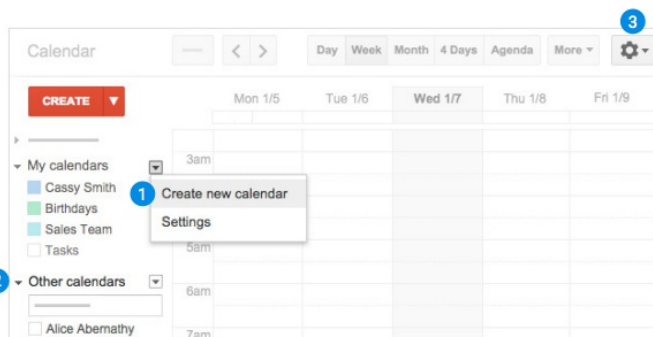 3
Calendar
Day Week Month 4 Days Agenda More
CREATE
Mon 1/5 Tue 1/6 Wed 1/7 Thu 1/8 Fri 1/9
My calendars
3am
Cassy Smith
1 Create new calendar
Birthdays
Settings
Sales Team
Tasks
5am
Other calendars
6am
Alice Abernathy
7am